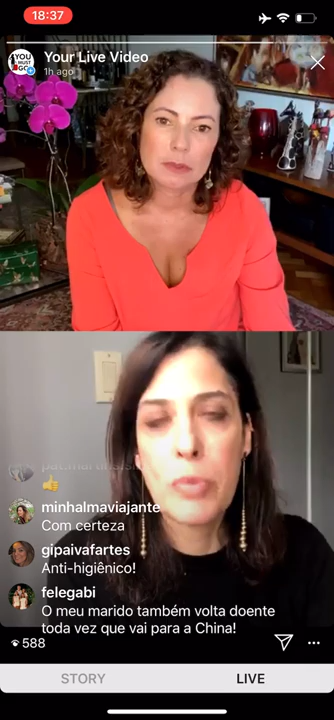 18:37
YOU
MUST
GO
Your Live Video
1h ago
👍
minhalmaviajante
Com certeza
gipaivafartes
Anti-higiênico!
felegabi
O meu marido também volta doente
toda vez que vai para a China!
588
STORY
LIVE